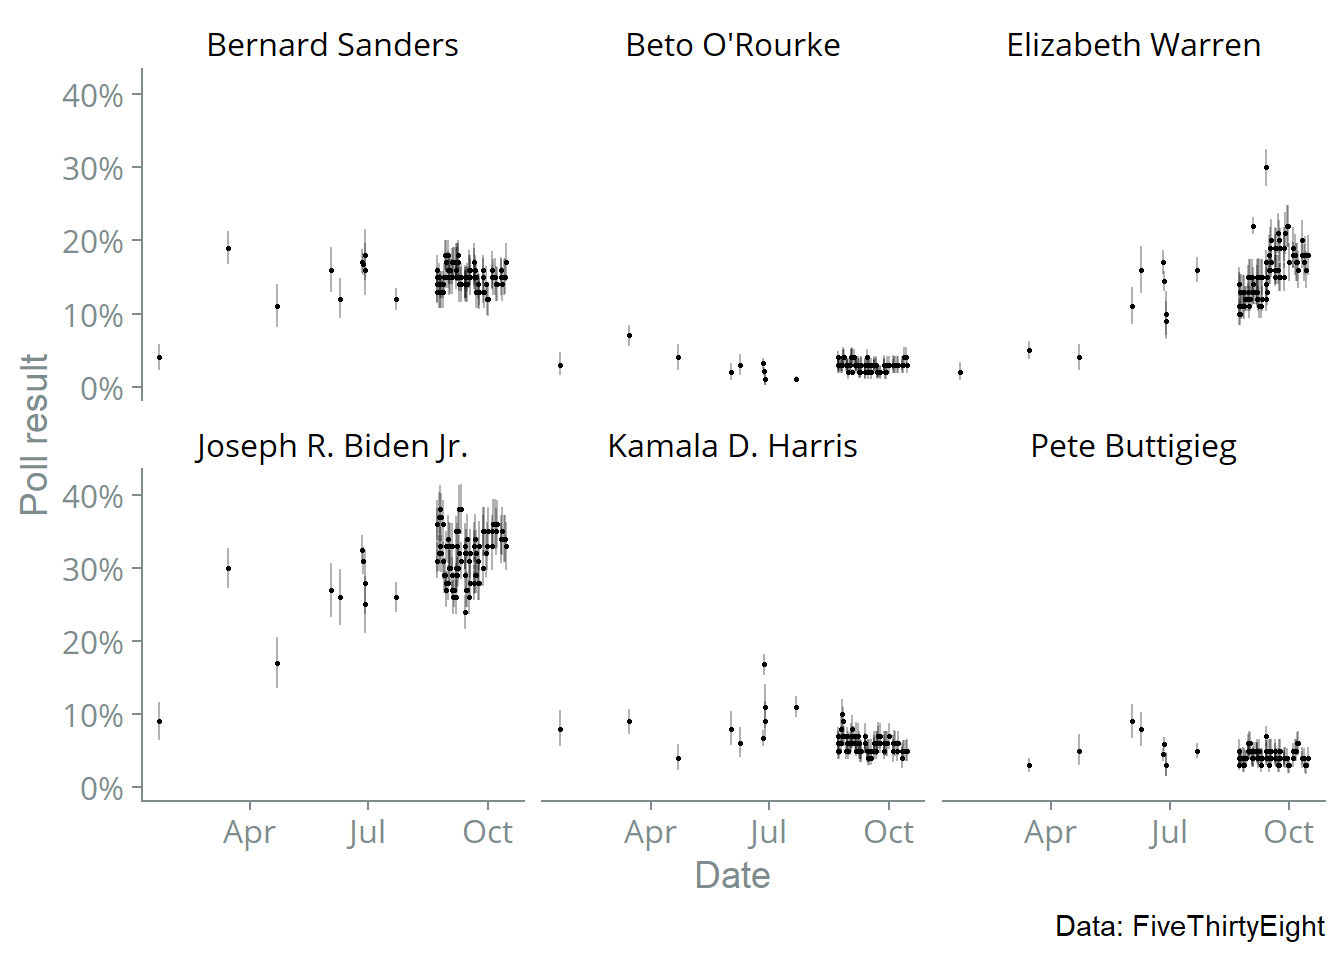 Bernard Sanders
Beto O'Rourke
Elizabeth Warren
40%
30%
20%
10%
0%
Poll result
Joseph R. Biden Jr.
Kamala D. Harris
Pete Buttigieg
40%
30%
20%
10%
0%
Apr Jul Oct
Apr Jul Oct
Apr Jul Oct
Date
Data: FiveThirtyEight